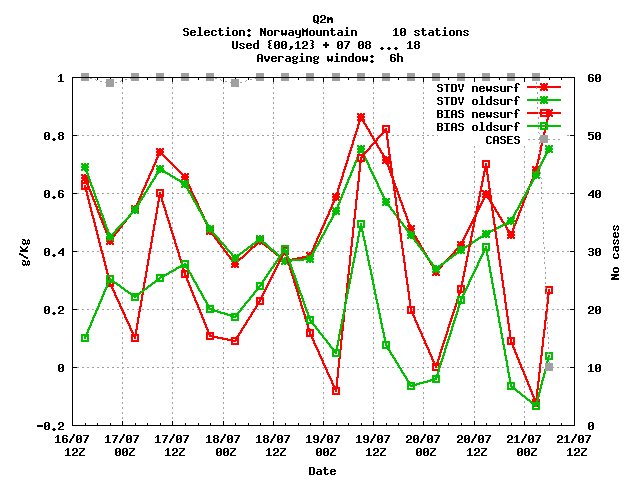 Q2m
Selection: NorwayMountain 10 stations
Used {00,12} + 07 08 ... 18
Averaging window: 6h
STDV newsurf
STDV oldsurf
BIAS newsurf
BIAS oldsurf
CASES
1
0.8
0.6
0.4
0.2
0
-0.2
g/Kg
60
50
40
30
20
10
0
No cases
16/07 17/07 17/07 18/07 18/07 19/07 19/07 20/07 20/07 21/07 21/07
12Z 00Z 12Z 00Z 12Z 00Z 12Z 00Z 12Z 00Z 12Z
Date